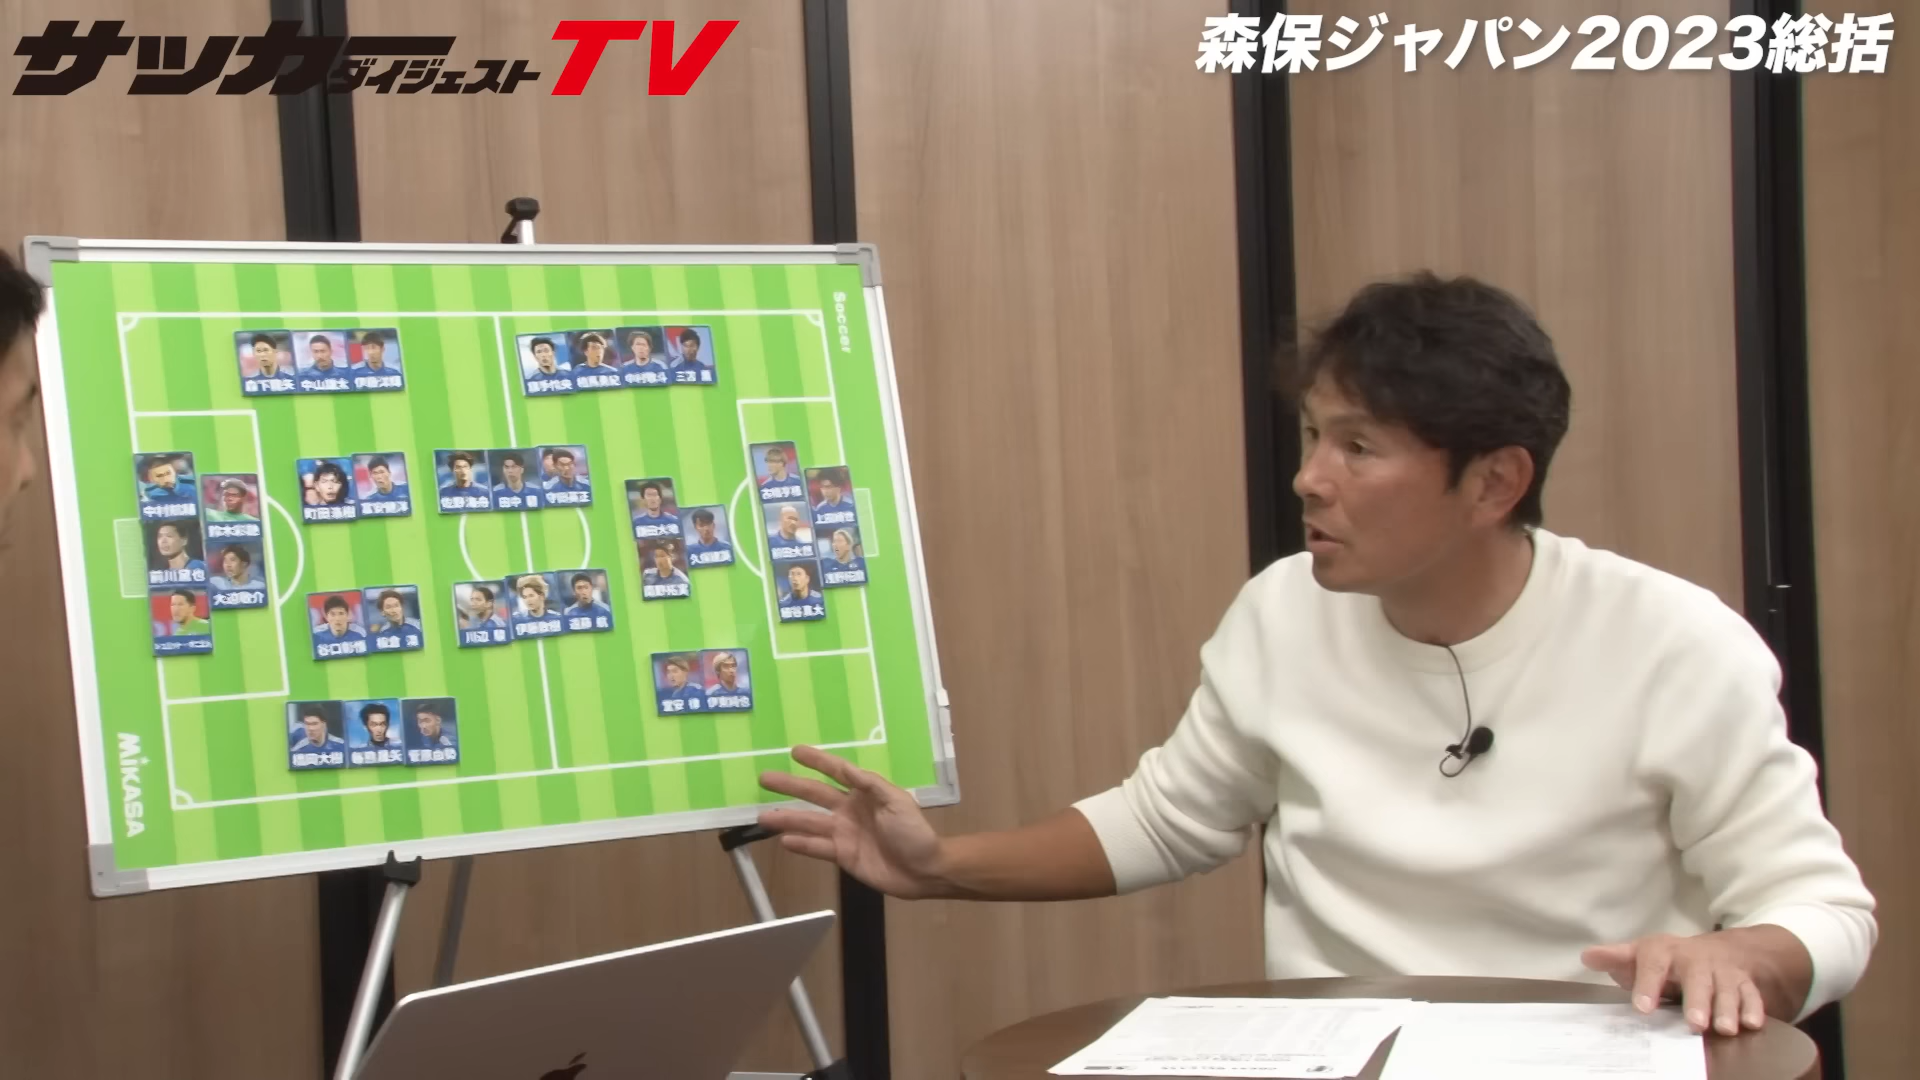 サッカーダイジェストTV
森保ジャパン2023総括
Soccer
森下龍矢 中山雄太 伊藤洋輝
旗手怜央 相馬勇紀 中村敬斗 三笘 薫
中村航輔
鈴木彩艶
前川黛也
大迫敬介
シュミット・ダニエル
町田浩樹 冨安健洋
佐野海舟 田中 碧 守田英正
鎌田大地
久保建英
南野拓実
古橋亨梧
上田綺世
前田大然
浅野拓磨
細谷真大
谷口彰悟 板倉 滉
川辺 駿 伊藤敦樹 遠藤 航
堂安 律 伊東純也
橋岡大樹 毎熊晟矢 菅原由勢
MIKASA